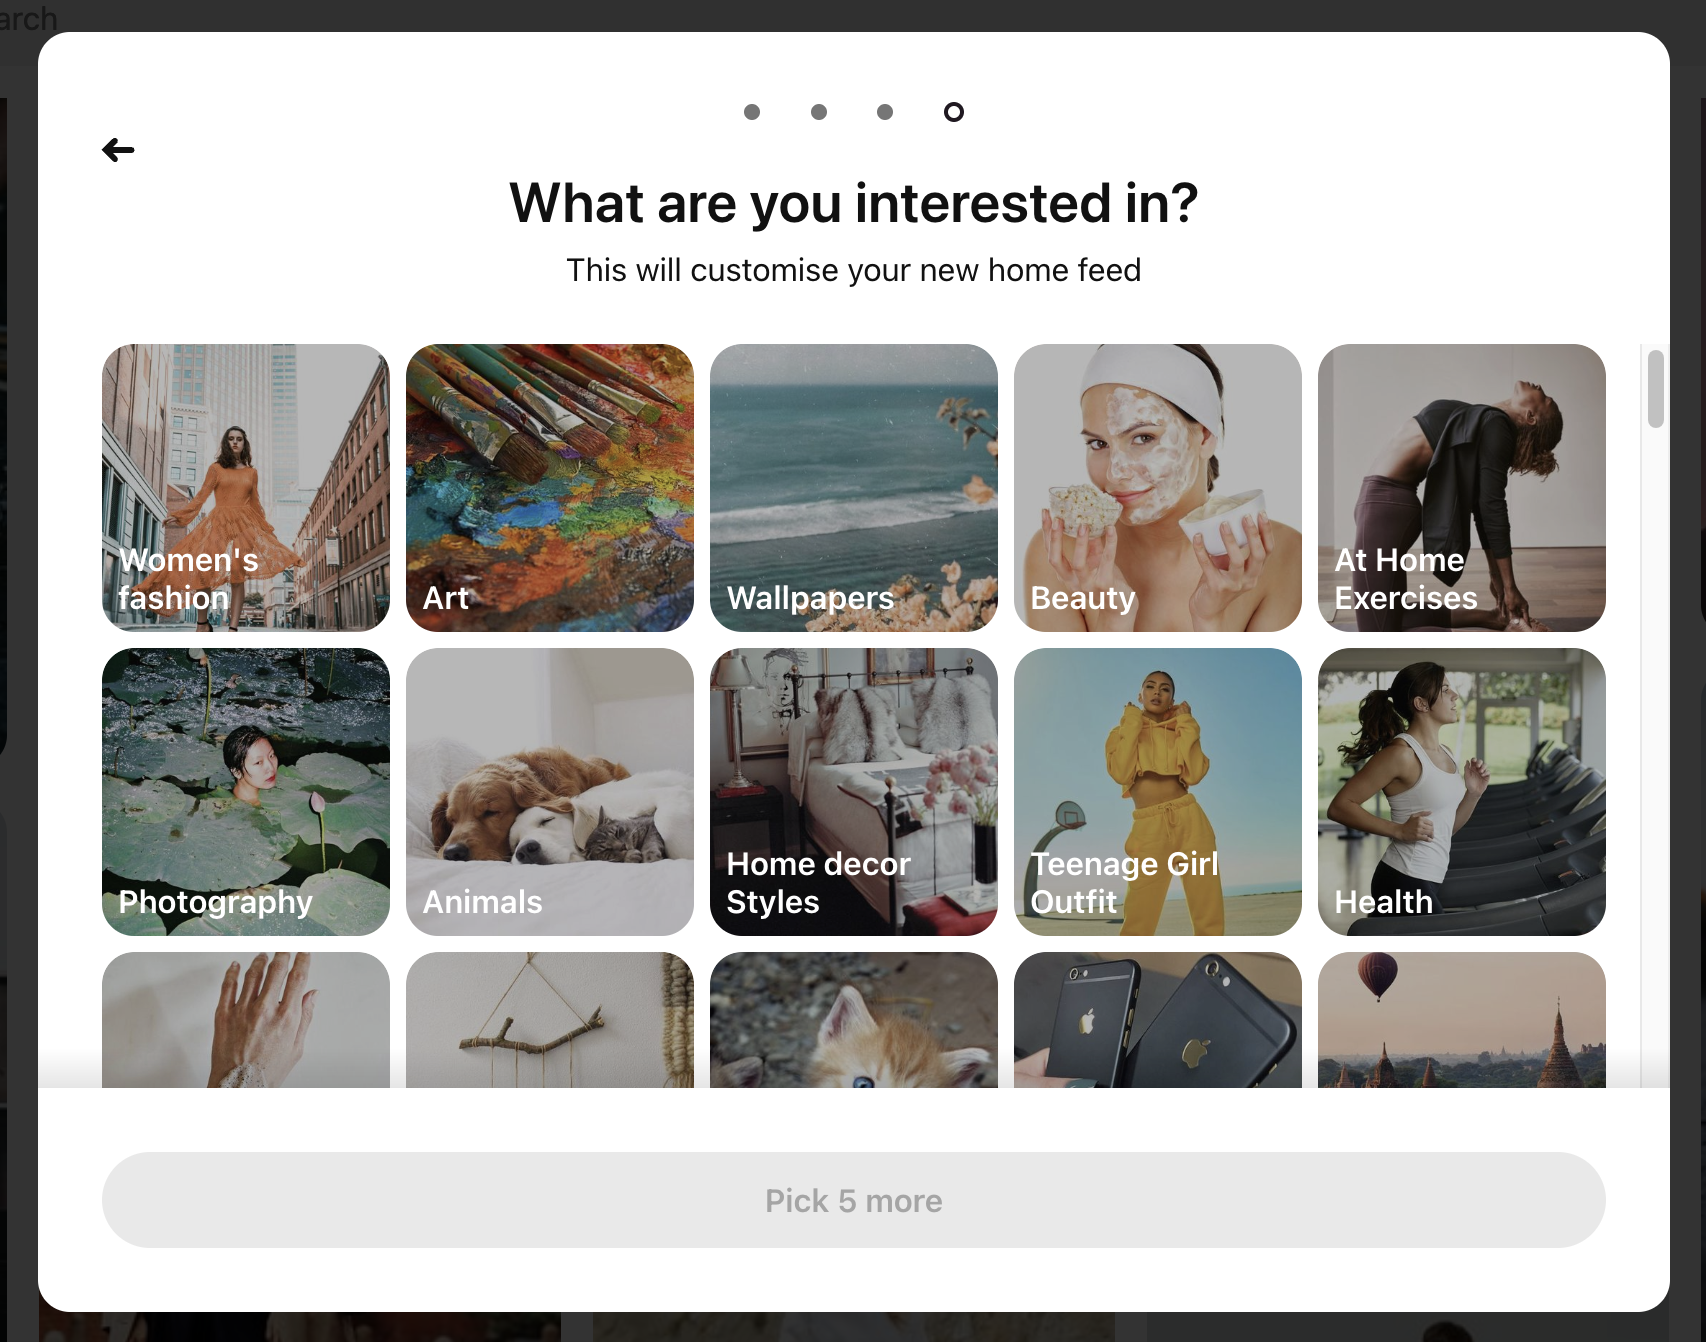 arch
What are you interested in?
This will customise your new home feed
Women's
fashion
Art
Wallpapers
Beauty
At Home
Exercises
Photography
Animals
Home decor
Styles
Teenage Girl
Outfit
Health
Pick 5 more